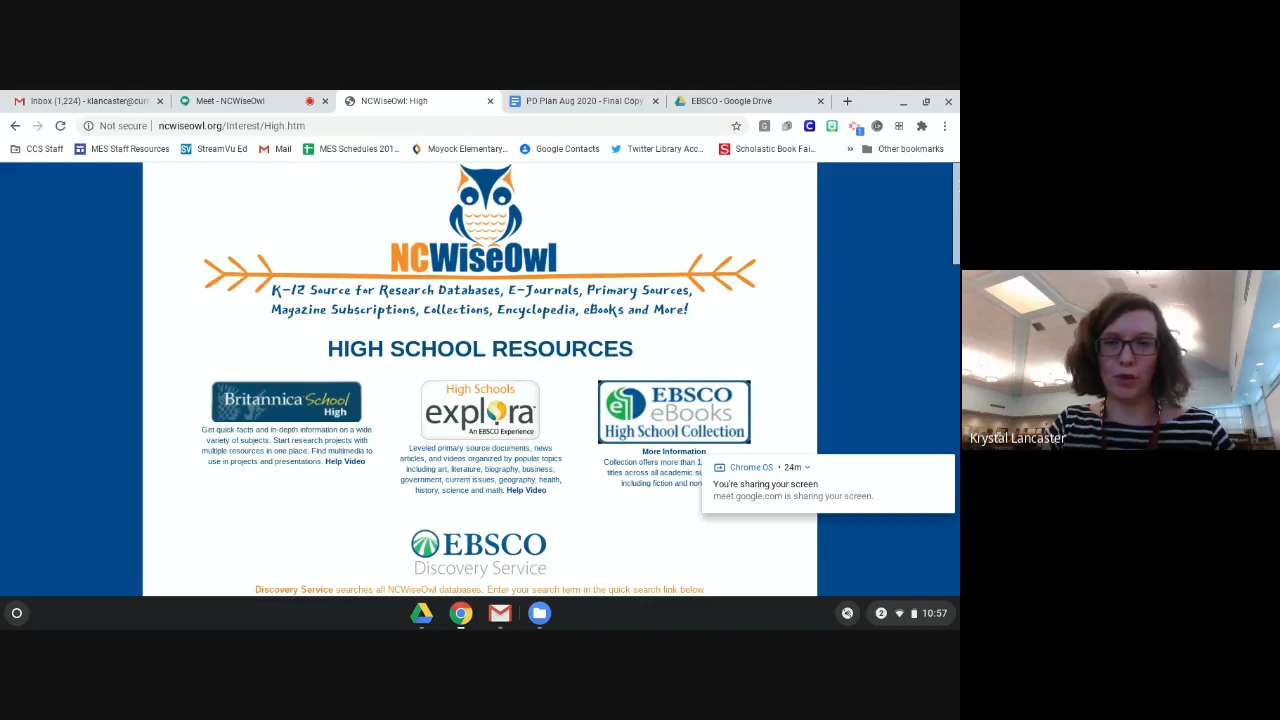 Inbox (1,224) - klancaster@curr
Meet - NCWiseOwl
NCWiseOwl: High
PD Plan Aug 2020 - Final Copy
EBSCO - Google Drive
Not secure
ncwiseowl.org/Interest/High.htm
CCS Staff
MES Staff Resources
StreamVu Ed
Mail
MES Schedules 201...
Moyock Elementary...
Google Contacts
Twitter Library Acc...
Scholastic Book Fai...
Other bookmarks
NCWiseOwl
K-12 Source for Research Databases, E-Journals, Primary Sources,
Magazine Subscriptions, Collections, Encyclopedia, eBooks and More!
HIGH SCHOOL RESOURCES
Britannica School
High
Get quick facts and in-depth information on a wide
variety of subjects. Start research projects with
multiple resources in one place. Find multimedia to
use in projects and presentations. Help Video
High Schools
explora
An EBSCO Experience
Leveled primary source documents, news
articles, and videos organized by popular topics
including art, literature, biography, business,
government, current issues, geography, health,
history, science and math. Help Video
EBSCO
eBooks
High School Collection
More Information
Collection offers more than 1
titles across all academic su
including fiction and non
Chrome OS • 24m
You're sharing your screen
meet.google.com is sharing your screen.
EBSCO
Discovery Service
Discovery Service searches all NCWiseOwl databases. Enter your search term in the quick search link below.
2
10:57
Krystal Lancaster